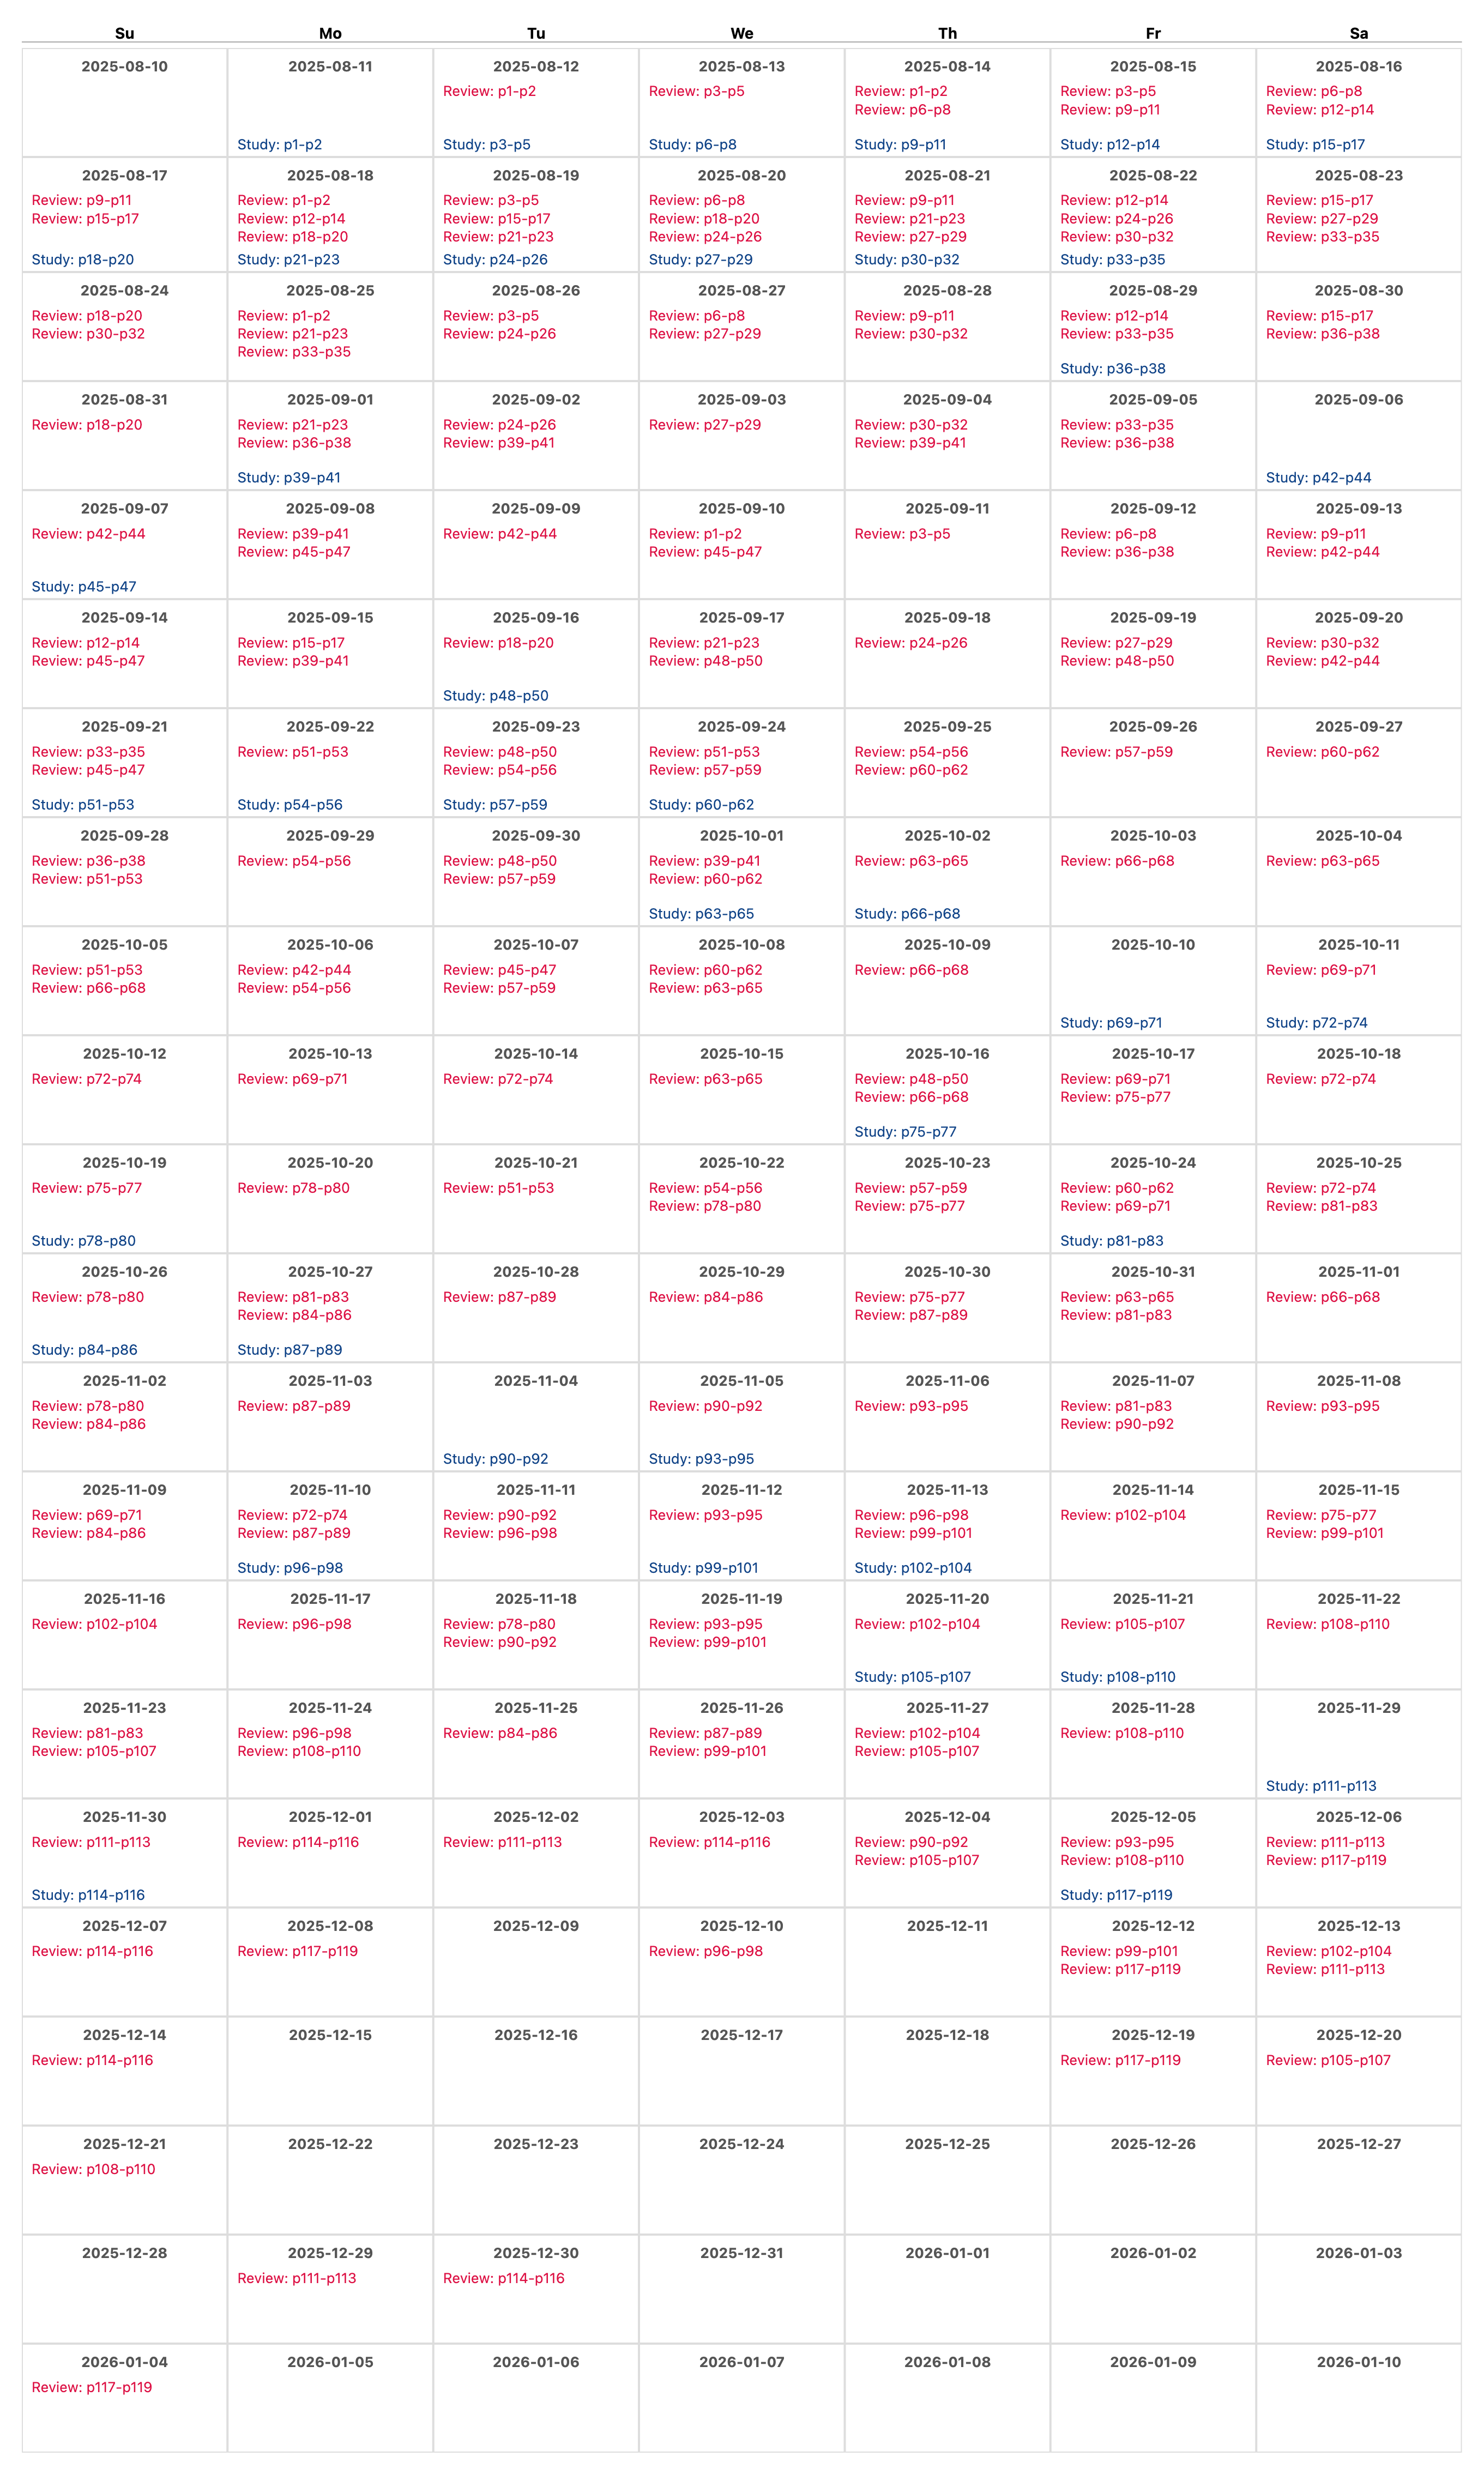 Su Mo Tu We Th Fr Sa
2025-08-10
2025-08-11
Study: p1-p2
2025-08-12
Review: p1-p2
Study: p3-p5
2025-08-13
Review: p3-p5
Study: p6-p8
2025-08-14
Review: p1-p2
Review: p6-p8
Study: p9-p11
2025-08-15
Review: p3-p5
Review: p9-p11
Study: p12-p14
2025-08-16
Review: p6-p8
Review: p12-p14
Study: p15-p17
2025-08-17
Review: p9-p11
Review: p15-p17
Study: p18-p20
2025-08-18
Review: p1-p2
Review: p12-p14
Review: p18-p20
Study: p21-p23
2025-08-19
Review: p3-p5
Review: p15-p17
Review: p21-p23
Study: p24-p26
2025-08-20
Review: p6-p8
Review: p18-p20
Review: p24-p26
Study: p27-p29
2025-08-21
Review: p9-p11
Review: p21-p23
Review: p27-p29
Study: p30-p32
2025-08-22
Review: p12-p14
Review: p24-p26
Review: p30-p32
Study: p33-p35
2025-08-23
Review: p15-p17
Review: p27-p29
Review: p33-p35
2025-08-24
Review: p18-p20
Review: p30-p32
2025-08-25
Review: p1-p2
Review: p21-p23
Review: p33-p35
2025-08-26
Review: p3-p5
Review: p24-p26
2025-08-27
Review: p6-p8
Review: p27-p29
2025-08-28
Review: p9-p11
Review: p30-p32
2025-08-29
Review: p12-p14
Review: p33-p35
Study: p36-p38
2025-08-30
Review: p15-p17
Review: p36-p38
2025-08-31
Review: p18-p20
2025-09-01
Review: p21-p23
Review: p36-p38
Study: p39-p41
2025-09-02
Review: p24-p26
Review: p39-p41
2025-09-03
Review: p27-p29
2025-09-04
Review: p30-p32
Review: p39-p41
2025-09-05
Review: p33-p35
Review: p36-p38
2025-09-06
Study: p42-p44
2025-09-07
Review: p42-p44
Study: p45-p47
2025-09-08
Review: p39-p41
Review: p45-p47
2025-09-09
Review: p42-p44
2025-09-10
Review: p1-p2
Review: p45-p47
2025-09-11
Review: p3-p5
2025-09-12
Review: p6-p8
Review: p36-p38
2025-09-13
Review: p9-p11
Review: p42-p44
2025-09-14
Review: p12-p14
Review: p45-p47
2025-09-15
Review: p15-p17
Review: p39-p41
2025-09-16
Review: p18-p20
Study: p48-p50
2025-09-17
Review: p21-p23
Review: p48-p50
2025-09-18
Review: p24-p26
2025-09-19
Review: p27-p29
Review: p48-p50
2025-09-20
Review: p30-p32
Review: p42-p44
2025-09-21
Review: p33-p35
Review: p45-p47
Study: p51-p53
2025-09-22
Review: p51-p53
Study: p54-p56
2025-09-23
Review: p48-p50
Review: p54-p56
Study: p57-p59
2025-09-24
Review: p51-p53
Review: p57-p59
Study: p60-p62
2025-09-25
Review: p54-p56
Review: p60-p62
2025-09-26
Review: p57-p59
2025-09-27
Review: p60-p62
2025-09-28
Review: p36-p38
Review: p51-p53
2025-09-29
Review: p54-p56
2025-09-30
Review: p48-p50
Review: p57-p59
2025-10-01
Review: p39-p41
Review: p60-p62
Study: p63-p65
2025-10-02
Review: p63-p65
Study: p66-p68
2025-10-03
Review: p66-p68
2025-10-04
Review: p63-p65
2025-10-05
Review: p51-p53
Review: p66-p68
2025-10-06
Review: p42-p44
Review: p54-p56
2025-10-07
Review: p45-p47
Review: p57-p59
2025-10-08
Review: p60-p62
Review: p63-p65
2025-10-09
Review: p66-p68
2025-10-10
Study: p69-p71
2025-10-11
Review: p69-p71
Study: p72-p74
2025-10-12
Review: p72-p74
2025-10-13
Review: p69-p71
2025-10-14
Review: p72-p74
2025-10-15
Review: p63-p65
2025-10-16
Review: p48-p50
Review: p66-p68
Study: p75-p77
2025-10-17
Review: p69-p71
Review: p75-p77
2025-10-18
Review: p72-p74
2025-10-19
Review: p75-p77
Study: p78-p80
2025-10-20
Review: p78-p80
2025-10-21
Review: p51-p53
2025-10-22
Review: p54-p56
Review: p78-p80
2025-10-23
Review: p57-p59
Review: p75-p77
2025-10-24
Review: p60-p62
Review: p69-p71
Study: p81-p83
2025-10-25
Review: p72-p74
Review: p81-p83
2025-10-26
Review: p78-p80
Study: p84-p86
2025-10-27
Review: p81-p83
Review: p84-p86
Study: p87-p89
2025-10-28
Review: p87-p89
2025-10-29
Review: p84-p86
2025-10-30
Review: p75-p77
Review: p87-p89
2025-10-31
Review: p63-p65
Review: p81-p83
2025-11-01
Review: p66-p68
2025-11-02
Review: p78-p80
Review: p84-p86
2025-11-03
Review: p87-p89
2025-11-04
Study: p90-p92
2025-11-05
Review: p90-p92
Study: p93-p95
2025-11-06
Review: p93-p95
2025-11-07
Review: p81-p83
Review: p90-p92
2025-11-08
Review: p93-p95
2025-11-09
Review: p69-p71
Review: p84-p86
2025-11-10
Review: p72-p74
Review: p87-p89
Study: p96-p98
2025-11-11
Review: p90-p92
Review: p96-p98
2025-11-12
Review: p93-p95
Study: p99-p101
2025-11-13
Review: p96-p98
Review: p99-p101
Study: p102-p104
2025-11-14
Review: p102-p104
2025-11-15
Review: p75-p77
Review: p99-p101
2025-11-16
Review: p102-p104
2025-11-17
Review: p96-p98
2025-11-18
Review: p78-p80
Review: p90-p92
2025-11-19
Review: p93-p95
Review: p99-p101
2025-11-20
Review: p102-p104
Study: p105-p107
2025-11-21
Review: p105-p107
Study: p108-p110
2025-11-22
Review: p108-p110
2025-11-23
Review: p81-p83
Review: p105-p107
2025-11-24
Review: p96-p98
Review: p108-p110
2025-11-25
Review: p84-p86
2025-11-26
Review: p87-p89
Review: p99-p101
2025-11-27
Review: p102-p104
Review: p105-p107
2025-11-28
Review: p108-p110
2025-11-29
Study: p111-p113
2025-11-30
Review: p111-p113
Study: p114-p116
2025-12-01
Review: p114-p116
2025-12-02
Review: p111-p113
2025-12-03
Review: p114-p116
2025-12-04
Review: p90-p92
Review: p105-p107
2025-12-05
Review: p93-p95
Review: p108-p110
Study: p117-p119
2025-12-06
Review: p111-p113
Review: p117-p119
2025-12-07
Review: p114-p116
2025-12-08
Review: p117-p119
2025-12-09
2025-12-10
Review: p96-p98
2025-12-11
2025-12-12
Review: p99-p101
Review: p117-p119
2025-12-13
Review: p102-p104
Review: p111-p113
2025-12-14
Review: p114-p116
2025-12-15
2025-12-16
2025-12-17
2025-12-18
2025-12-19
Review: p117-p119
2025-12-20
Review: p105-p107
2025-12-21
Review: p108-p110
2025-12-22
2025-12-23
2025-12-24
2025-12-25
2025-12-26
2025-12-27
2025-12-28
2025-12-29
Review: p111-p113
2025-12-30
Review: p114-p116
2025-12-31
2026-01-01
2026-01-02
2026-01-03
2026-01-04
Review: p117-p119
2026-01-05
2026-01-06
2026-01-07
2026-01-08
2026-01-09
2026-01-10